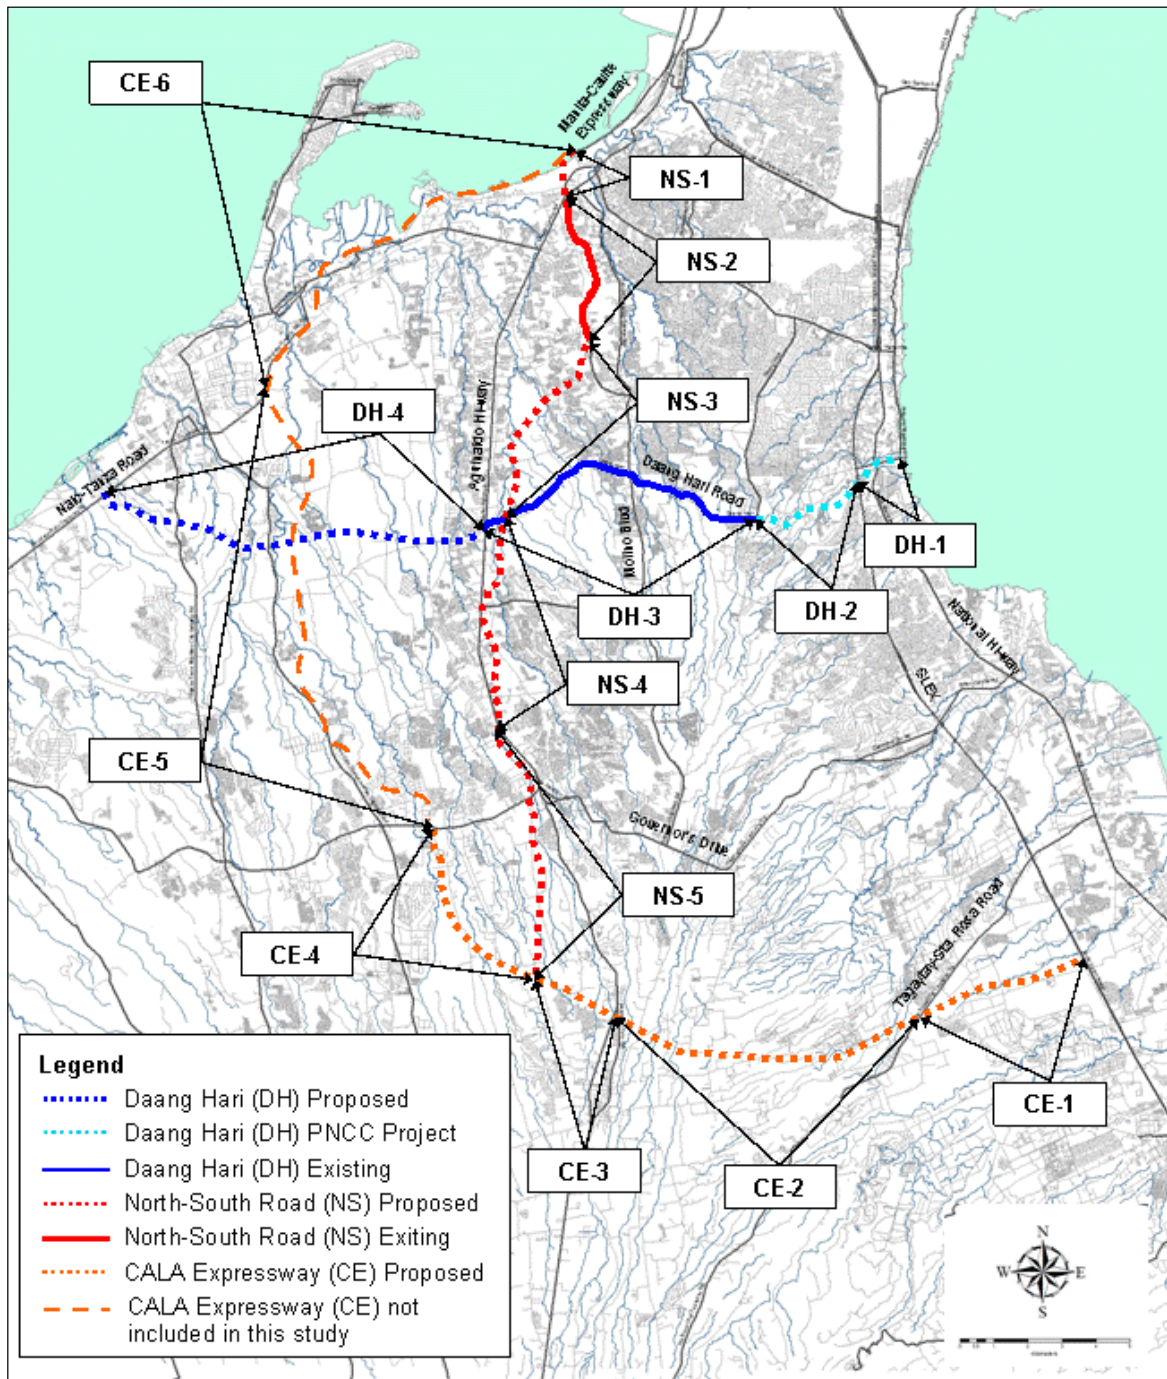 CE-6
Manila-Cavite
Expressway
NS-1
NS-2
NS-3
DH-4
Aguinaldo Hi-way
Daang Hari Road
Naic-Tanza Road
Molino Blvd
DH-1
DH-2
DH-3
National Hi-way
SLEX
NS-4
CE-5
Governor's Drive
NS-5
CE-4
Tagaytay-Sta. Rosa Road
Legend
Daang Hari (DH) Proposed
Daang Hari (DH) PNCC Project
Daang Hari (DH) Existing
North-South Road (NS) Proposed
North-South Road (NS) Exiting
CALA Expressway (CE) Proposed
CALA Expressway (CE) not
included in this study
CE-1
CE-3
CE-2
N
W
E
S